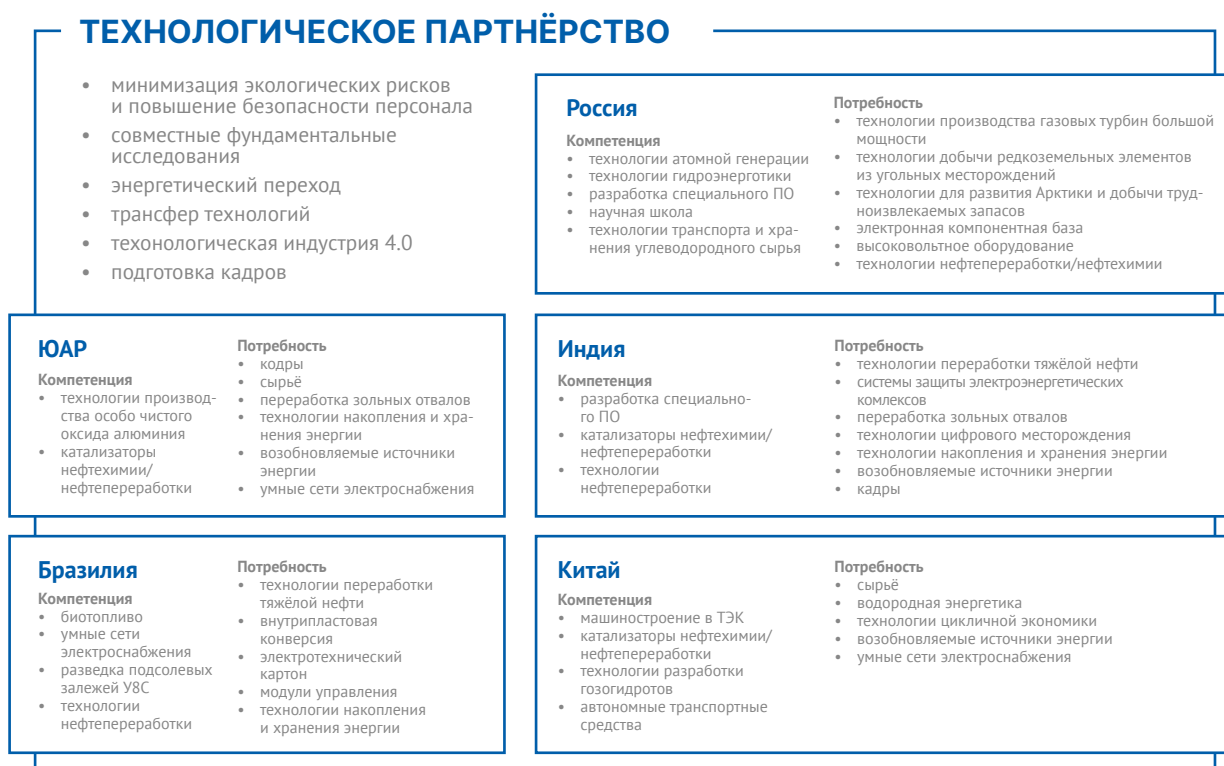 ТЕХНОЛОГИЧЕСКОЕ ПАРТНЁРСТВО
• минимизация экологических рисков
и повышение безопасности персонала
• совместные фундаментальные
исследования
• энергетический переход
• трансфер технологий
• техонологическая индустрия 4.0
• подготовка кадров
Россия
Компетенция
• технологии атомной генерации
• технологии гидроэнерготики
• разработка специального ПО
• научная школа
• технологии транспорта и хра-
нения углеводородного сырья
Потребность
• технологии производства газовых турбин большой
мощности
• технологии добычи редкоземельных элементов
из угольных месторождений
• технологии для развития Арктики и добычи труд-
ноизвлекаемых запасов
• электронная компонентная база
• высоковольтное оборудование
• технологии нефтепереработки/нефтехимии
ЮАР
Компетенция
• технологии производ-
ства особо чистого
оксида алюминия
• катализаторы
нефтехимии/
нефтепереработки
Потребность
• кодры
• сырьё
• переработка зольных отвалов
• технологии накопления и хра-
нения энергии
• возобновляемые источники
энергии
• умные сети электроснабжения
Индия
Компетенция
• разработка специально-
го ПО
• катализаторы нефтехимии/
нефтепереработки
• технологии
нефтепереработки
Потребность
• технологии переработки тяжёлой нефти
• системы защиты электроэнергетических
комлексов
• переработка зольных отвалов
• технологии цифрового месторождения
• технологии накопления и хранения энергии
• возобновляемые источники энергии
• кадры
Бразилия
Компетенция
• биотопливо
• умные сети
электроснабжения
• разведка подсолевых
залежей У8С
• технологии
нефтепереработки
Потребность
• технологии переработки
тяжёлой нефти
• внутрипластовая
конверсия
• электротехнический
картон
• модули управления
• технологии накопления
и хранения энергии
Китай
Компетенция
• машиностроение в ТЭК
• катализаторы нефтехимии/
нефтепереработки
• технологии разработки
гозогидротов
• автономные транспортные
средства
Потребность
• сырьё
• водородная энергетика
• технологии цикличной экономики
• возобновляемые источники энергии
• умные сети электроснабжения